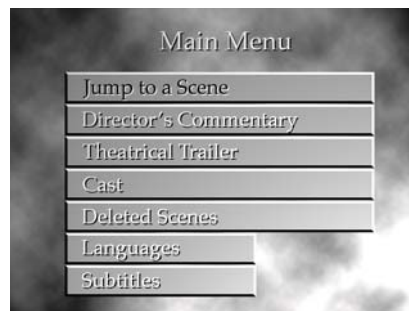 Main Menu
Jump to a Scene
Director's Commentary
Theatrical Trailer
Cast
Deleted Scenes
Languages
Subtitles